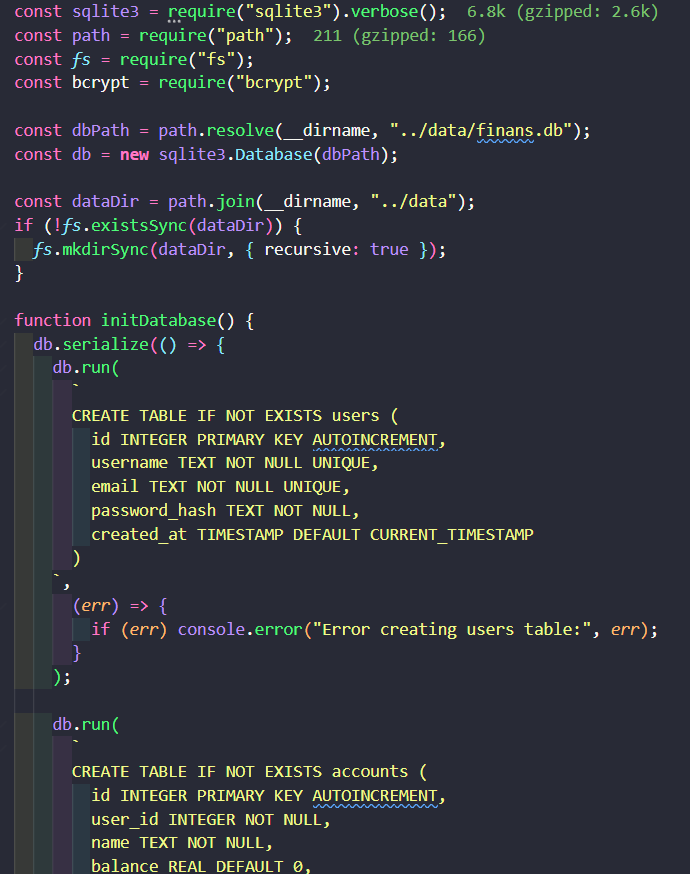 const sqlite3 = require("sqlite3").verbose();  6.8k (gzipped: 2.6k)
const path = require("path");  211 (gzipped: 166)
const fs = require("fs");
const bcrypt = require("bcrypt");
const dbPath = path.resolve(__dirname, "../data/finans.db");
const db = new sqlite3.Database(dbPath);
const dataDir = path.join(__dirname, "../data");
if (!fs.existsSync(dataDir)) {
  fs.mkdirSync(dataDir, { recursive: true });
}
function initDatabase() {
  db.serialize(() => {
    db.run(
      `
      CREATE TABLE IF NOT EXISTS users (
        id INTEGER PRIMARY KEY AUTOINCREMENT,
        username TEXT NOT NULL UNIQUE,
        email TEXT NOT NULL UNIQUE,
        password_hash TEXT NOT NULL,
        created_at TIMESTAMP DEFAULT CURRENT_TIMESTAMP
      )
    `,
      (err) => {
        if (err) console.error("Error creating users table:", err);
      }
    );
    db.run(
      `
      CREATE TABLE IF NOT EXISTS accounts (
        id INTEGER PRIMARY KEY AUTOINCREMENT,
        user_id INTEGER NOT NULL,
        name TEXT NOT NULL,
        balance REAL DEFAULT 0,